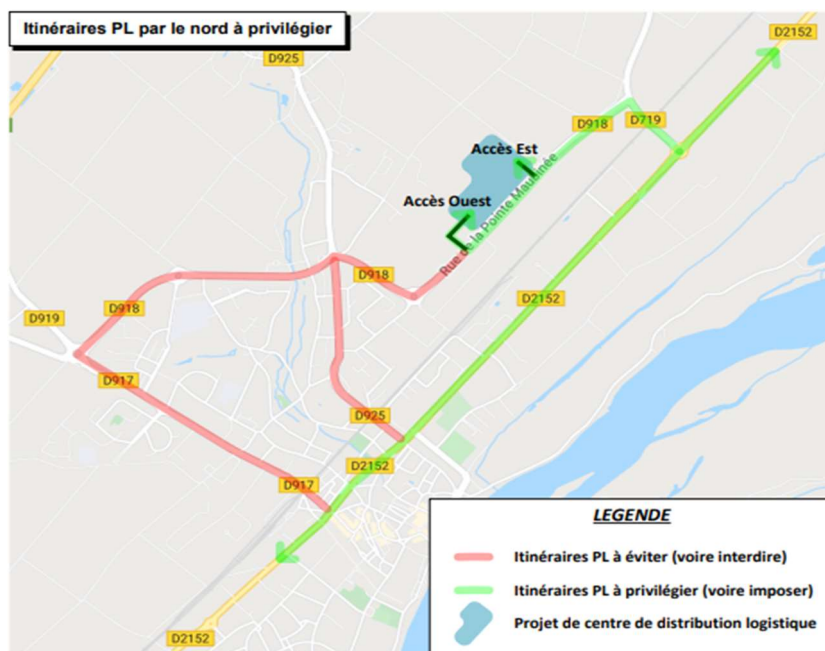 Itinéraires PL par le nord à privilégier
D925
D2152
D918
D719
Accès Est
Accès Ouest
Rue de la Pointe Maudinée
D918
D2152
D919
D918
D917
D925
D2152
D917
D2152
LEGENDE
Itinéraires PL à éviter (voire interdire)
Itinéraires PL à privilégier (voire imposer)
Projet de centre de distribution logistique